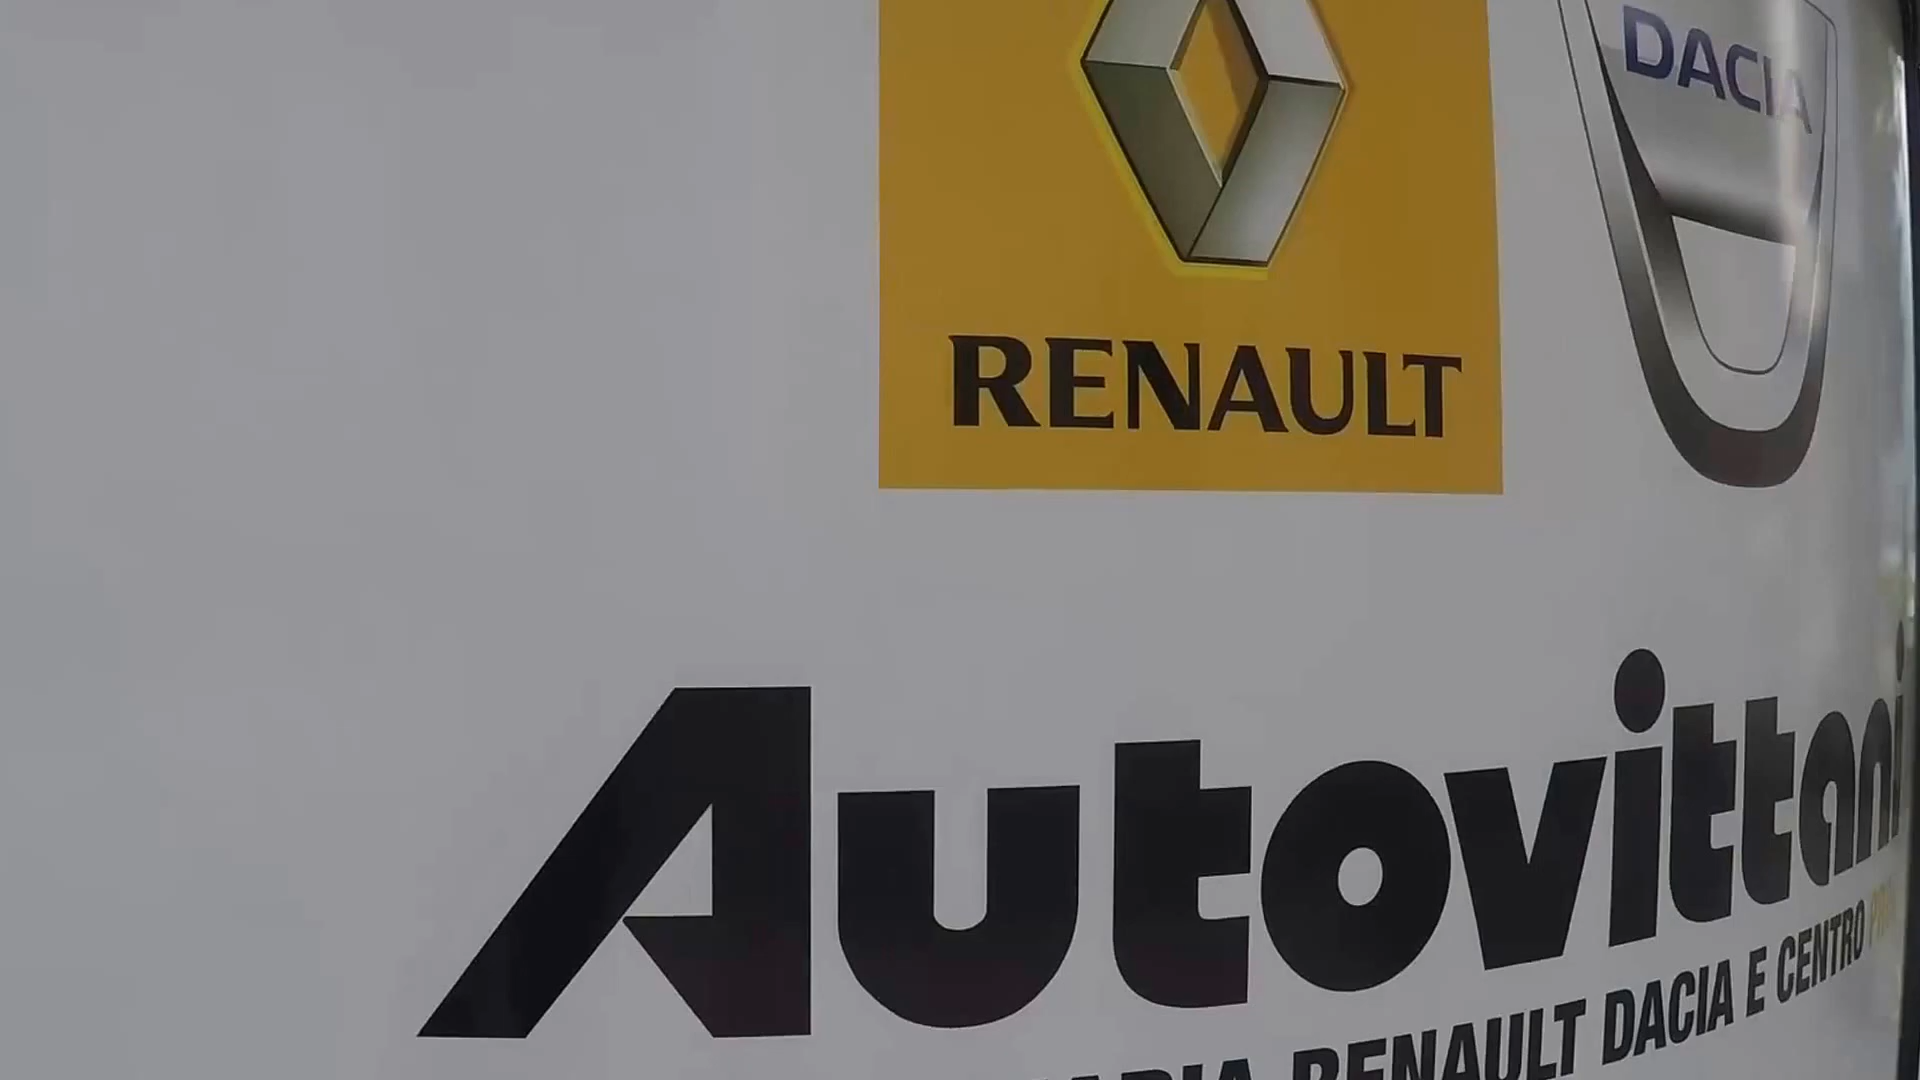 RENAULT
DACIA
Autovittani
RENAULT DACIA E CENTRO